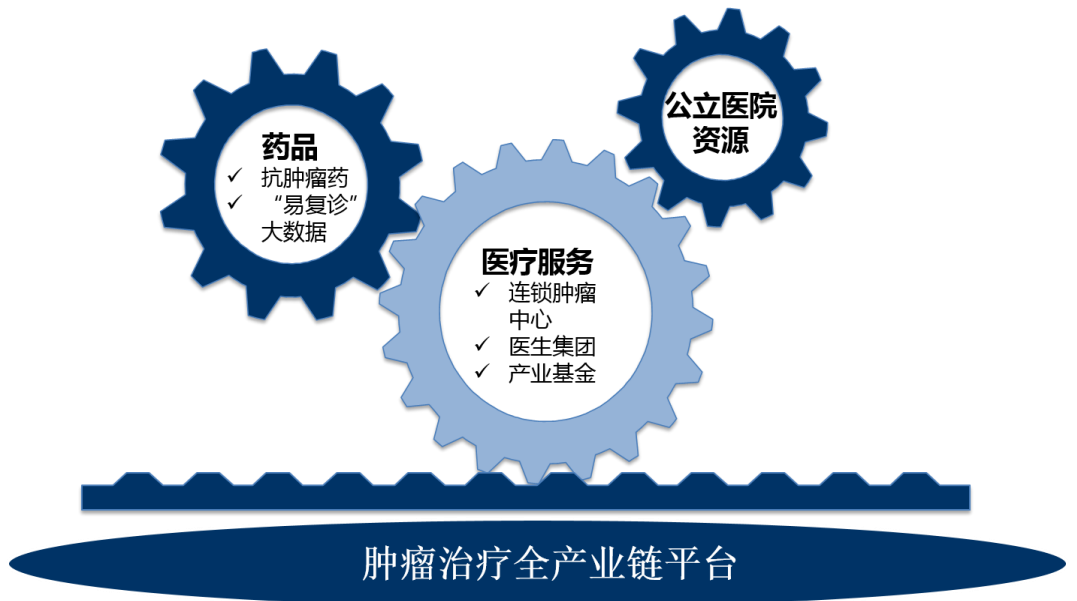 药品
✓ 抗肿瘤药
✓ “易复诊”
大数据
公立医院
资源
医疗服务
✓ 连锁肿瘤
中心
✓ 医生集团
✓ 产业基金
肿瘤治疗全产业链平台